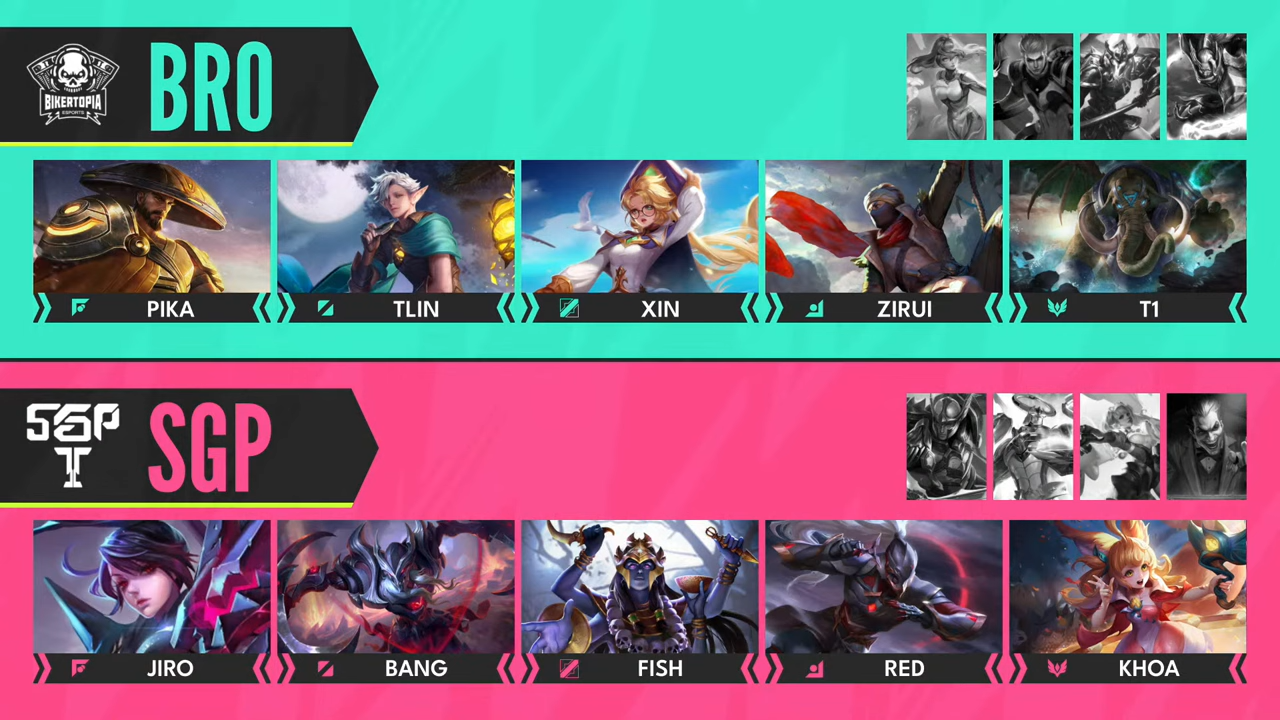 BIKERTOPIA
ESPORTS
BRO
PIKA
TLIN
XIN
ZIRUI
T1
SGP
SGP
JIRO
BANG
FISH
RED
KHOA